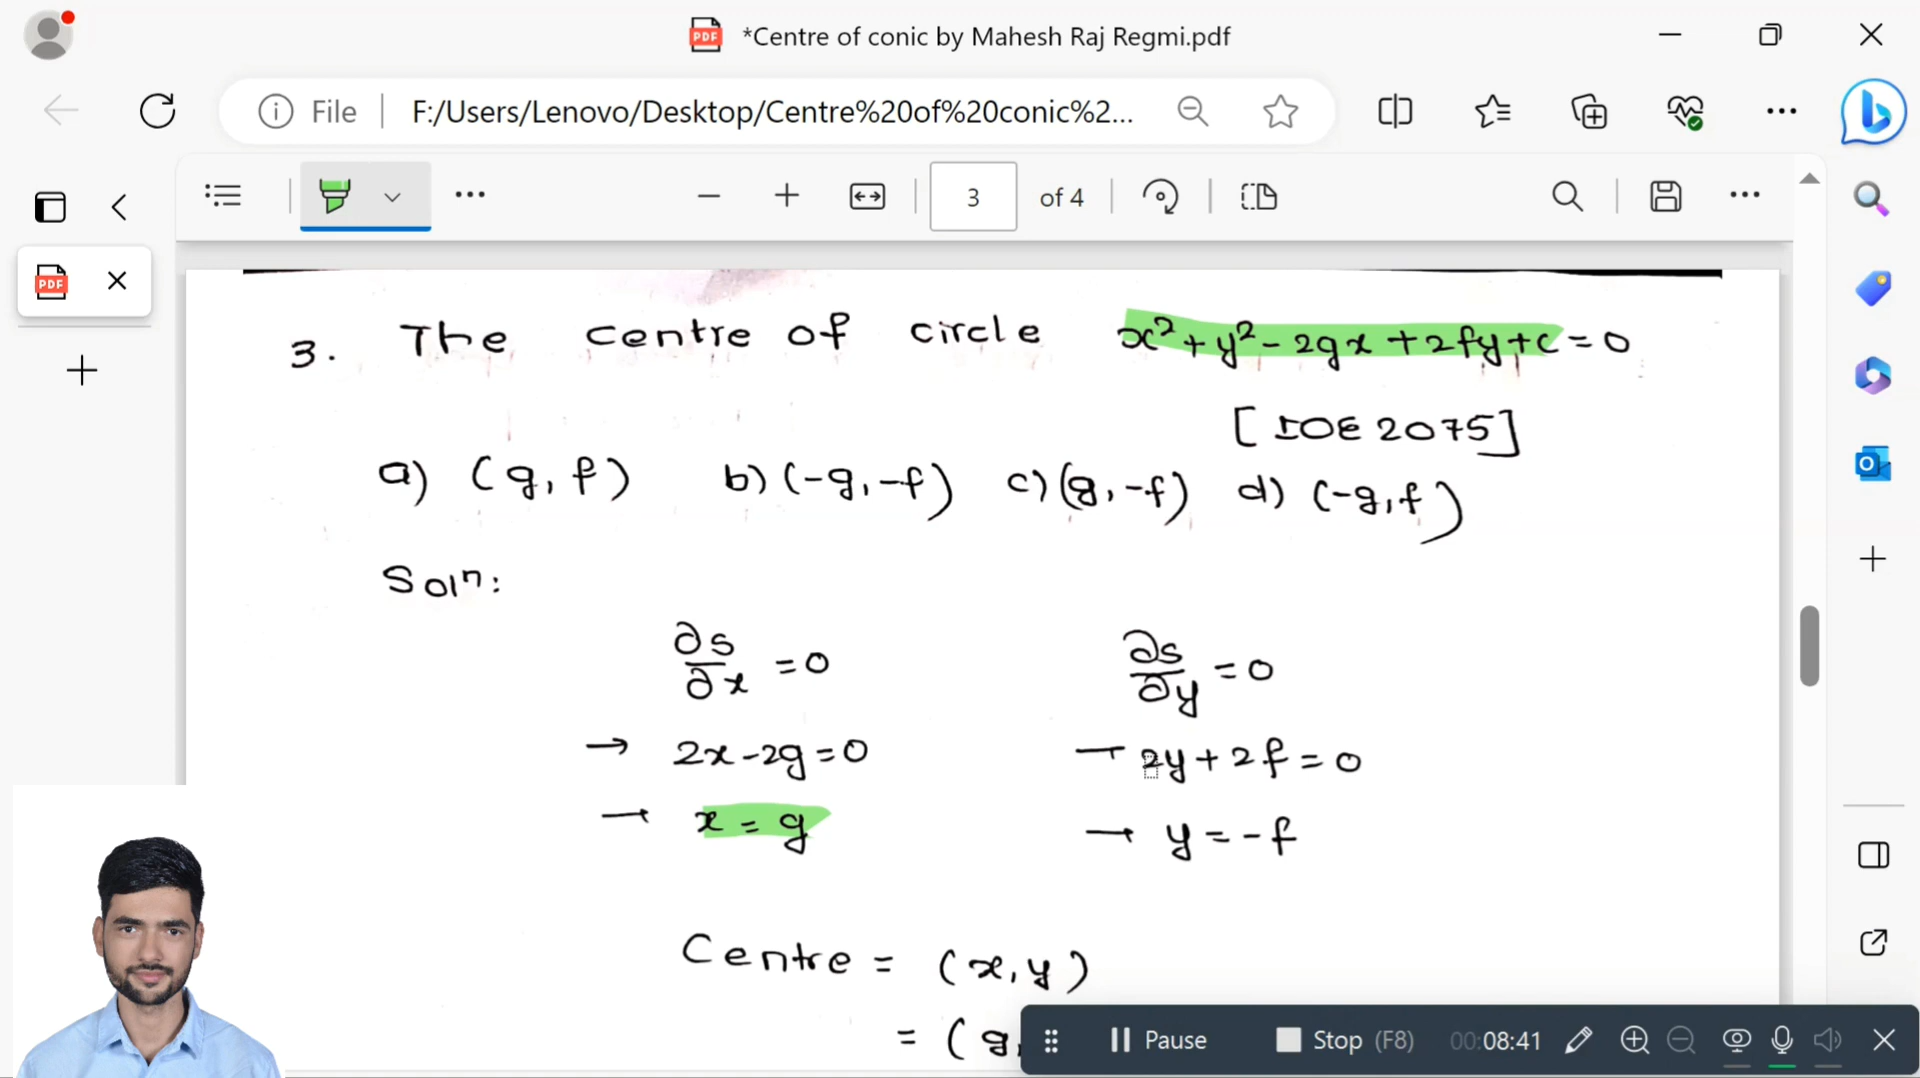 *Centre of conic by Mahesh Raj Regmi.pdf
File F:/Users/Lenovo/Desktop/Centre%20of%20conic%2...
3 of 4
3. The centre of circle x²+y²-2gx+2fy+c=0
[IOE 2075]
a) (g, f) b) (-g, -f) c) (g, -f) d) (-g, f)
Solⁿ:
∂s/∂x = 0 ∂s/∂y = 0
→ 2x-2g=0 → 2y+2f=0
→ x = g → y = -f
Centre = (x, y)
= (g,
Pause Stop (F8) 00:08:41